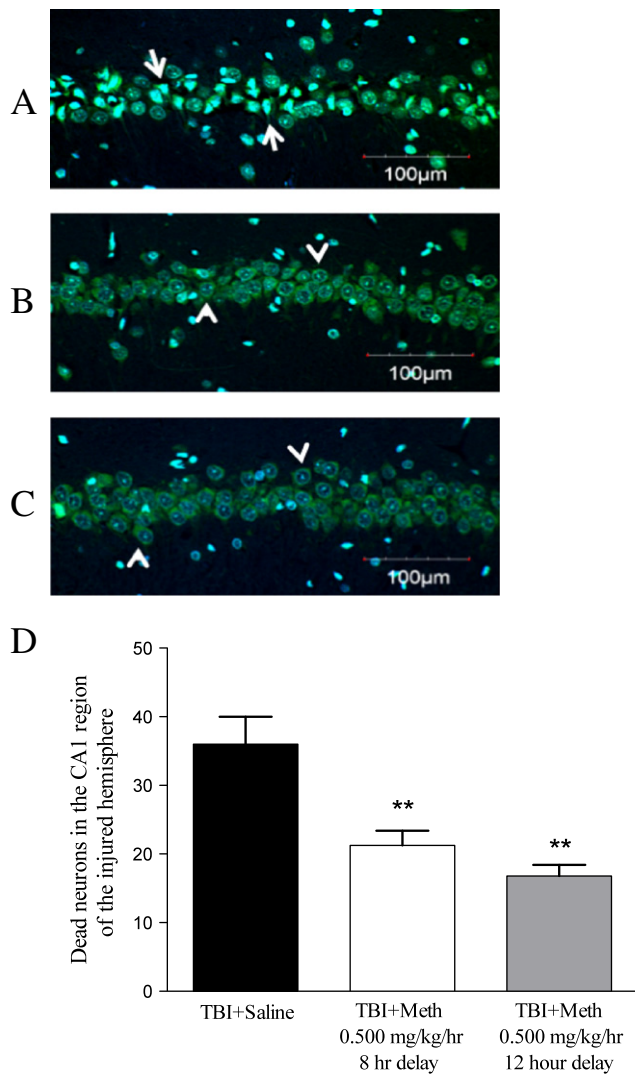 A
100μm
B
100μm
C
100μm
D
Dead neurons in the CA1 region
of the injured hemisphere
50
40
30
20
10
0
**
**
TBI+Saline
TBI+Meth
0.500 mg/kg/hr
8 hr delay
TBI+Meth
0.500 mg/kg/hr
12 hour delay